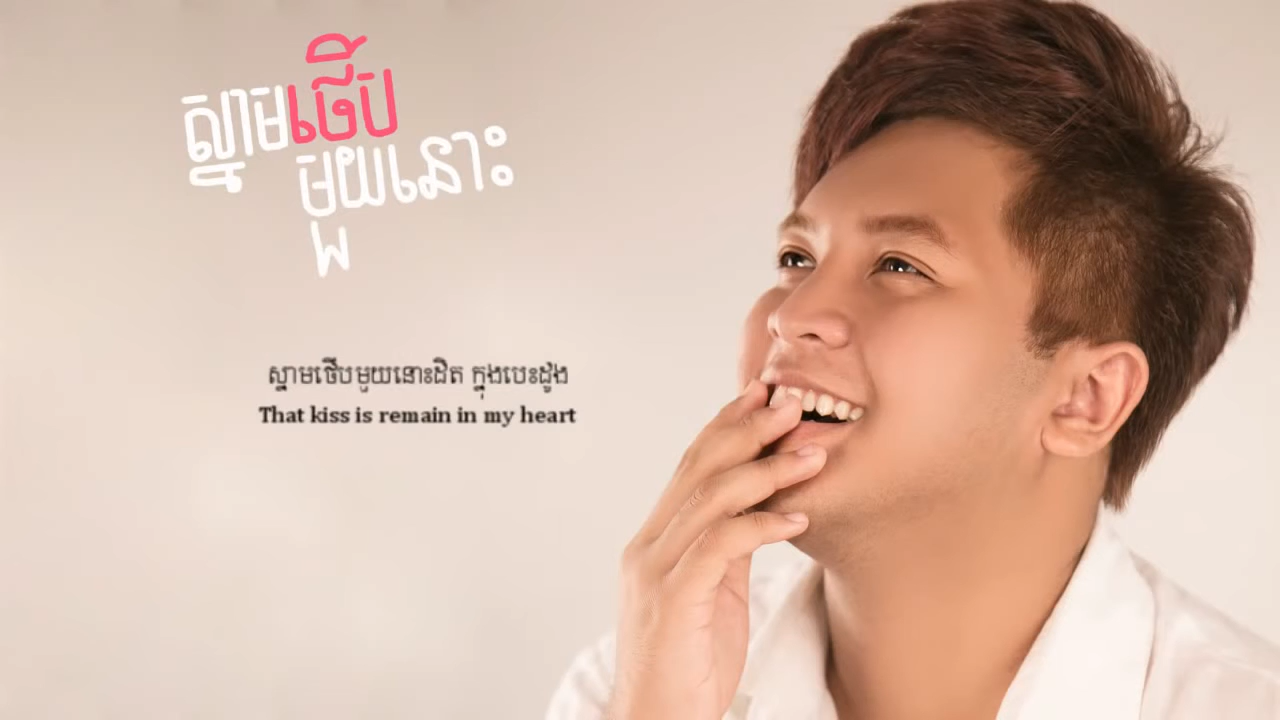 ស្នាមថើប
មួយនោះ
ស្នាមថើបមួយនោះដិត ក្នុងបេះដូង
That kiss is remain in my heart